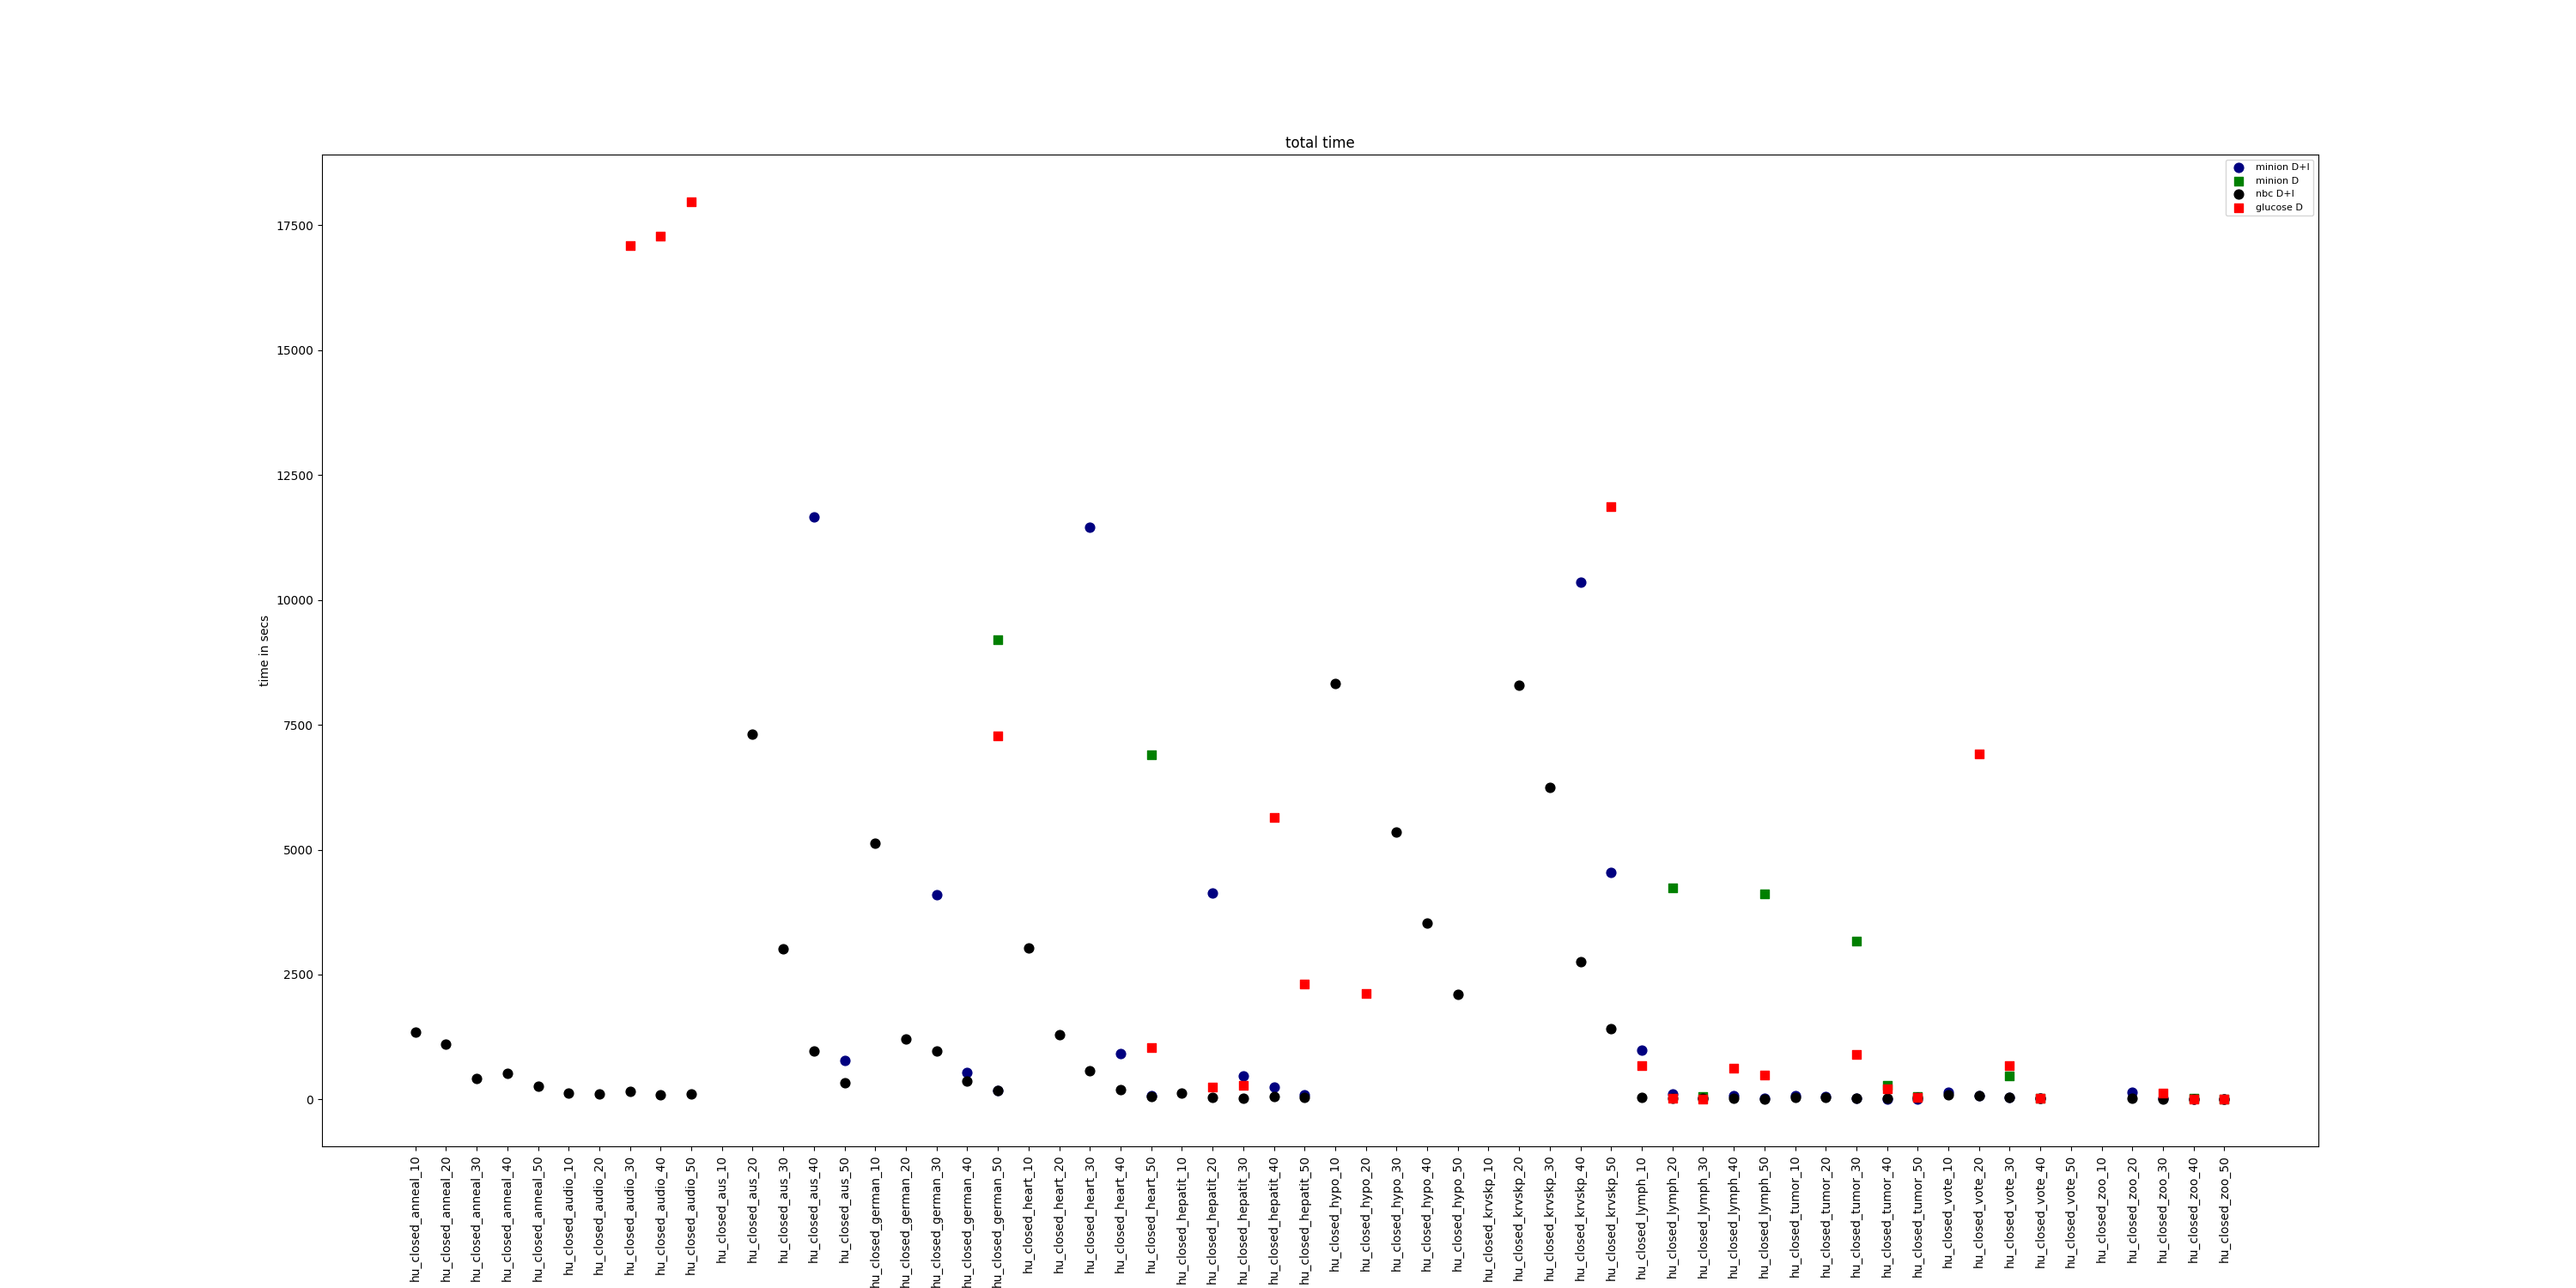 total time
minion D+I
minion D
nbc D+I
glucose D
17500
15000
12500
10000
7500
5000
2500
0
time in secs
hu_closed_anneal_10
hu_closed_anneal_20
hu_closed_anneal_30
hu_closed_anneal_40
hu_closed_anneal_50
hu_closed_audio_10
hu_closed_audio_20
hu_closed_audio_30
hu_closed_audio_40
hu_closed_audio_50
hu_closed_aus_10
hu_closed_aus_20
hu_closed_aus_30
hu_closed_aus_40
hu_closed_aus_50
hu_closed_german_10
hu_closed_german_20
hu_closed_german_30
hu_closed_german_40
hu_closed_german_50
hu_closed_heart_10
hu_closed_heart_20
hu_closed_heart_30
hu_closed_heart_40
hu_closed_heart_50
hu_closed_hepatit_10
hu_closed_hepatit_20
hu_closed_hepatit_30
hu_closed_hepatit_40
hu_closed_hepatit_50
hu_closed_hypo_10
hu_closed_hypo_20
hu_closed_hypo_30
hu_closed_hypo_40
hu_closed_hypo_50
hu_closed_krvskp_10
hu_closed_krvskp_20
hu_closed_krvskp_30
hu_closed_krvskp_40
hu_closed_krvskp_50
hu_closed_lymph_10
hu_closed_lymph_20
hu_closed_lymph_30
hu_closed_lymph_40
hu_closed_lymph_50
hu_closed_tumor_10
hu_closed_tumor_20
hu_closed_tumor_30
hu_closed_tumor_40
hu_closed_tumor_50
hu_closed_vote_10
hu_closed_vote_20
hu_closed_vote_30
hu_closed_vote_40
hu_closed_vote_50
hu_closed_zoo_10
hu_closed_zoo_20
hu_closed_zoo_30
hu_closed_zoo_40
hu_closed_zoo_50